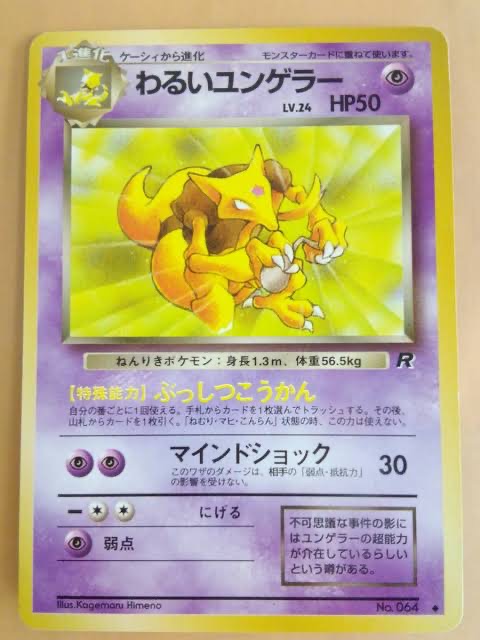 1進化
ケーシィから進化
モンスターカードに重ねて使います。
わるいユンゲラー
LV.24 HP50
ねんりきポケモン:身長1.3m、体重56.5kg
R
【特殊能力】ぶっしつこうかん
自分の番ごとに1回使える。手札からカードを1枚選んでトラッシュする。その後、
山札からカードを1枚引く。「ねむり・マヒ・こんらん」状態の時、この力は使えない。
マインドショック 30
このワザのダメージは、相手の「弱点・抵抗力」
の影響を受けない。
ー にげる
弱点
不可思議な事件の影に
はユンゲラーの超能力
が介在しているらしい
という噂がある。
Illus.Kagemaru Himeno
No.064